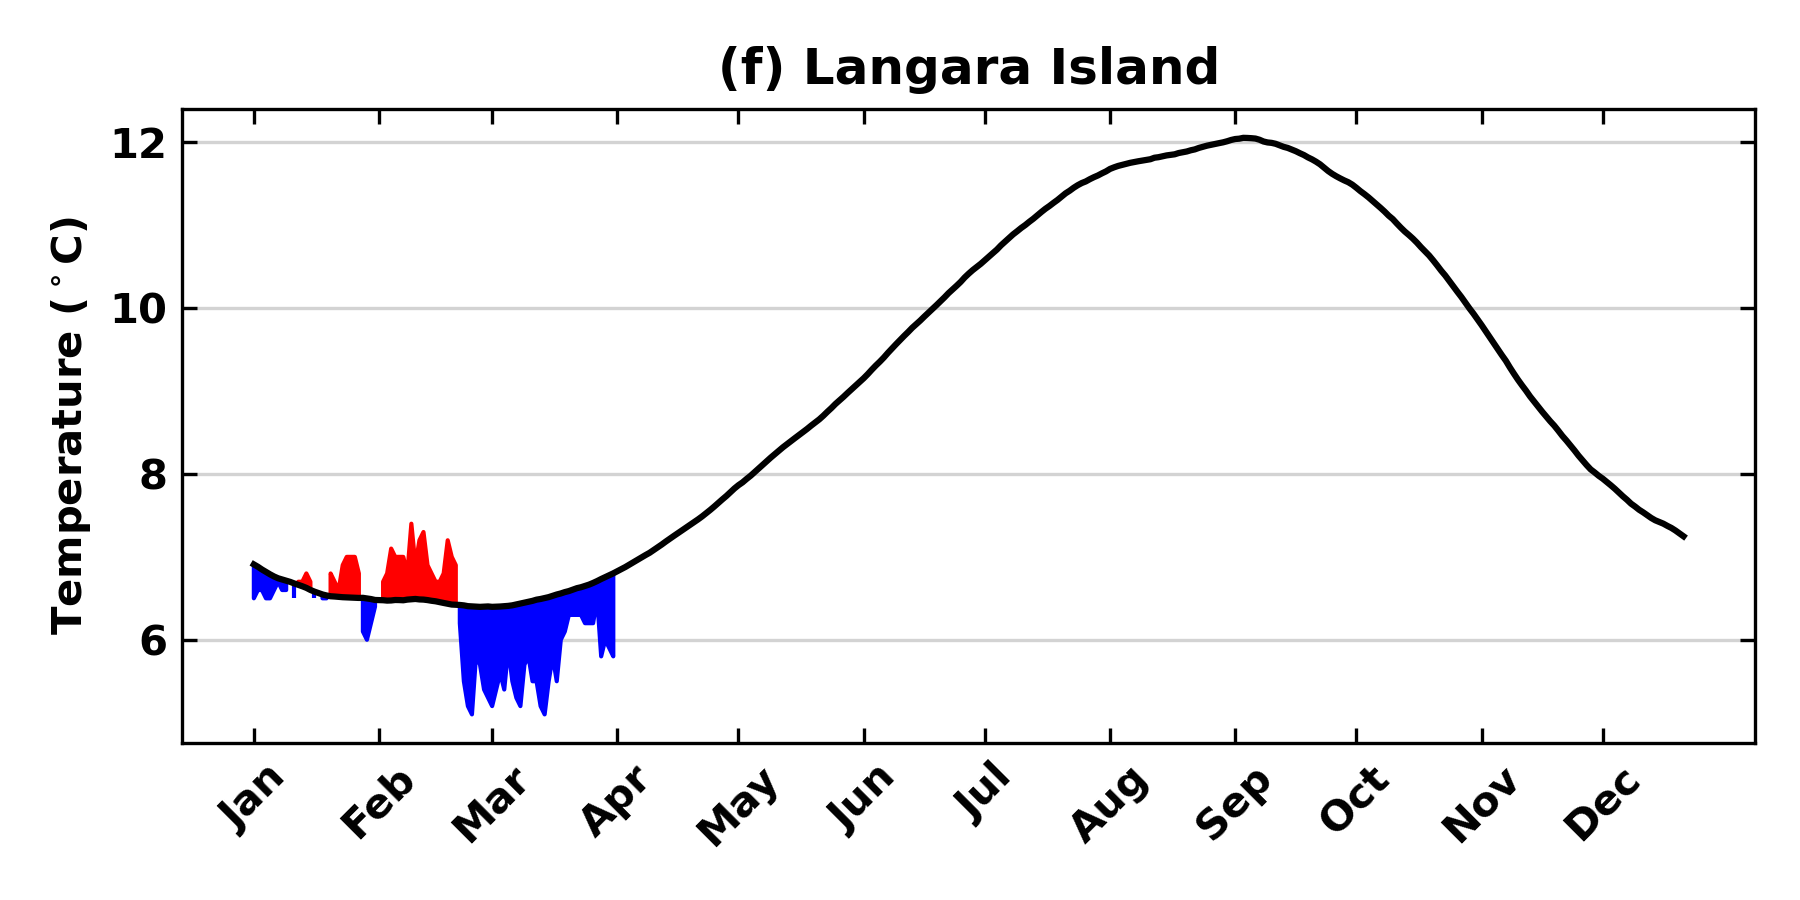 (f) Langara Island
Temperature (°C)
12
10
8
6
Jan Feb Mar Apr May Jun Jul Aug Sep Oct Nov Dec